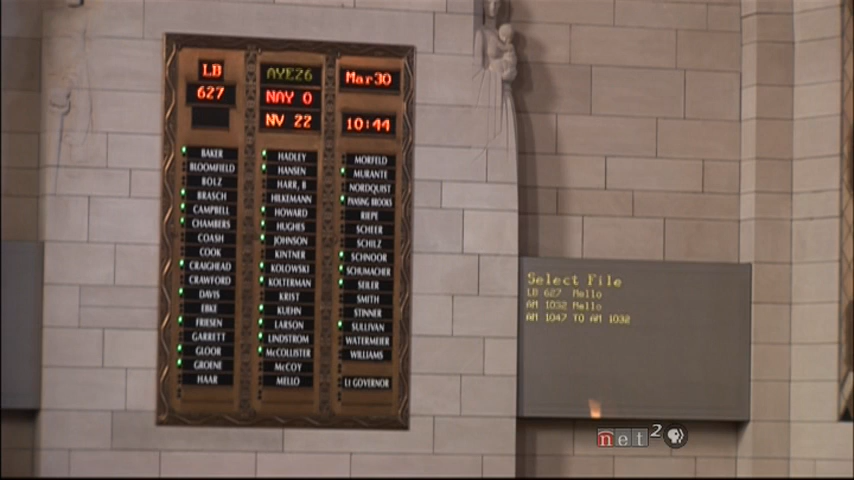 LB
627
AYE26
NAY 0
NV 22
Mar30
10:44
BAKER
BLOOMFIELD
BOLZ
BRASCH
CAMPBELL
CHAMBERS
COASH
COOK
CRAIGHEAD
CRAWFORD
DAVIS
EBKE
FRIESEN
GARRETT
GLOOR
GROENE
HAAR
HADLEY
HANSEN
HARR, B
HILKEMANN
HOWARD
HUGHES
JOHNSON
KINTNER
KOLOWSKI
KOLTERMAN
KRIST
KUEHN
LARSON
LINDSTROM
McCOLLISTER
McCOY
MELLO
MORFELD
MURANTE
NORDQUIST
PANSING BROOKS
RIEPE
SCHEER
SCHILZ
SCHNOOR
SCHUMACHER
SEILER
SMITH
STINNER
SULLIVAN
WATERMEIER
WILLIAMS
LT GOVERNOR
Select File
LB 627 Mello
AM 1032 Mello
AM 1047 TO AM 1032
net2